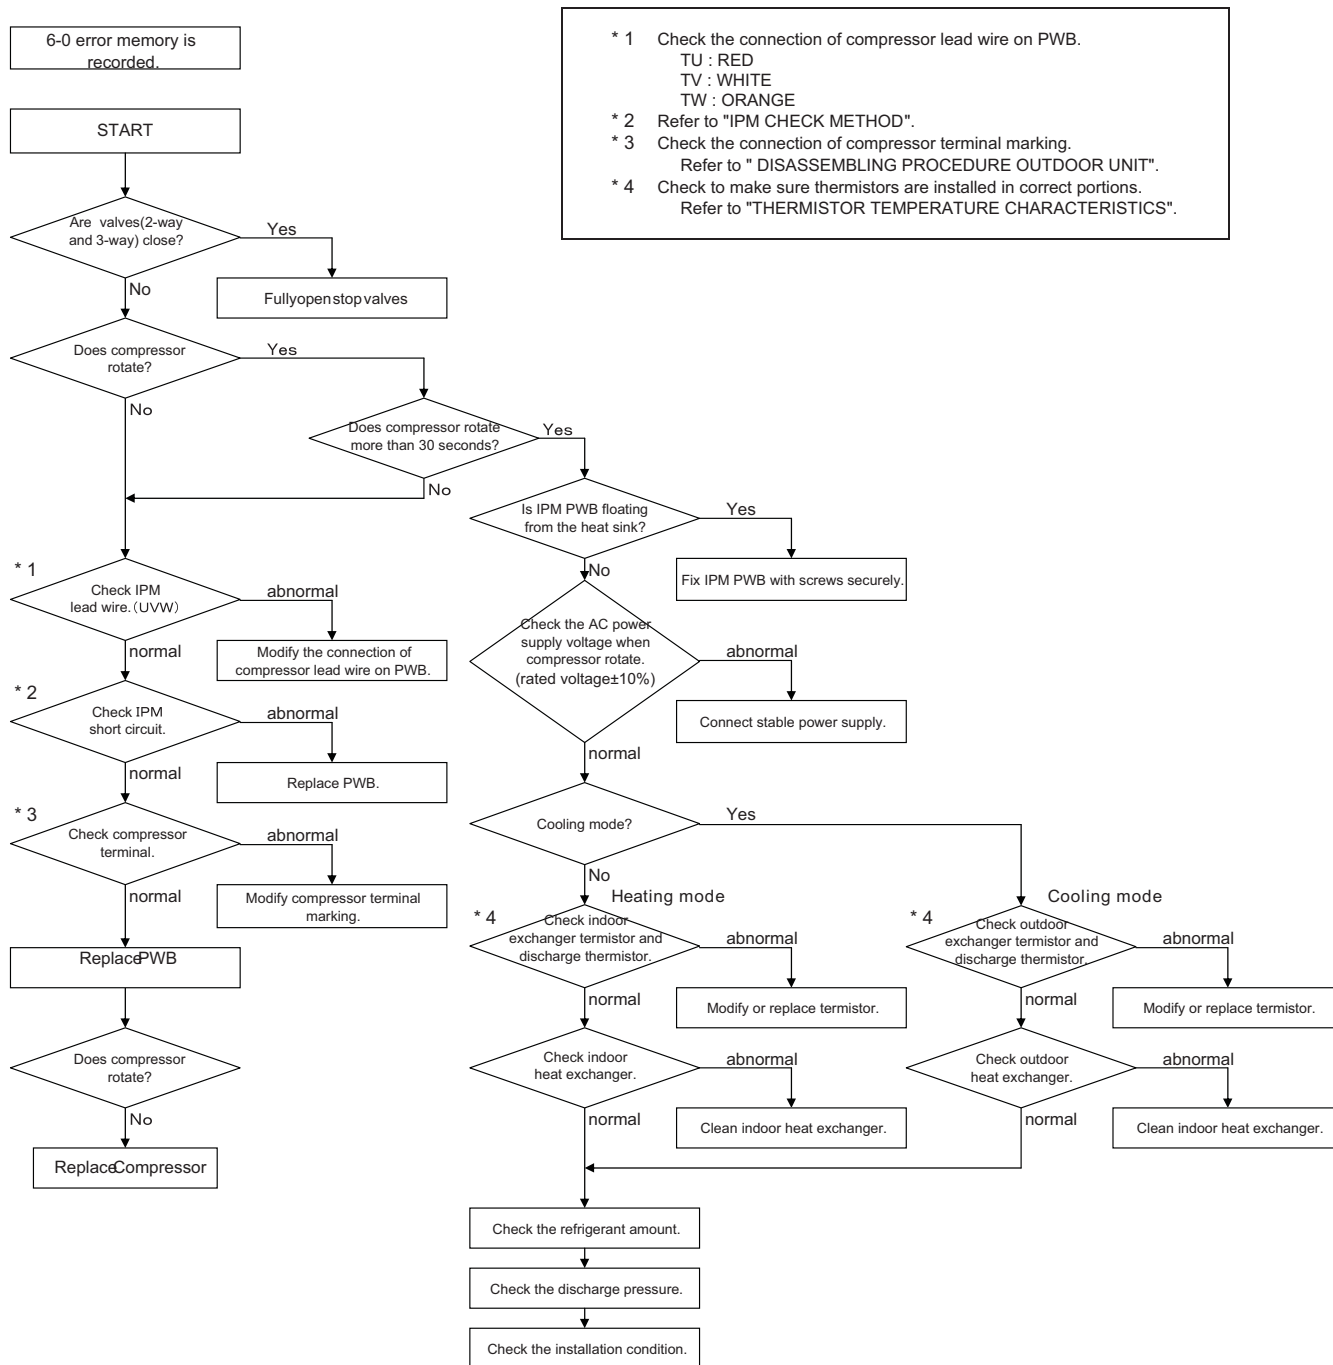 6-0 error memory is
recorded.
* 1 Check the connection of compressor lead wire on PWB.
TU : RED
TV : WHITE
TW : ORANGE
* 2 Refer to "IPM CHECK METHOD".
* 3 Check the connection of compressor terminal marking.
Refer to " DISASSEMBLING PROCEDURE OUTDOOR UNIT".
* 4 Check to make sure thermistors are installed in correct portions.
Refer to "THERMISTOR TEMPERATURE CHARACTERISTICS".
START
Are valves(2-way
and 3-way) close?
Yes
Fullyopenstopvalves
No
Does compressor
rotate?
Yes
No
Does compressor rotate
more than 30 seconds?
Yes
No
Is IPM PWB floating
from the heat sink?
Yes
Fix IPM PWB with screws securely.
No
* 1
Check IPM
lead wire.(UVW)
abnormal
Modify the connection of
compressor lead wire on PWB.
normal
Check the AC power
supply voltage when
compressor rotate.
(rated voltage±10%)
abnormal
Connect stable power supply.
normal
* 2
Check IPM
short circuit.
abnormal
Replace PWB.
normal
* 3
Check compressor
terminal.
abnormal
Modify compressor terminal
marking.
normal
Cooling mode?
Yes
No
Heating mode
Cooling mode
* 4
Check indoor
exchanger termistor and
discharge thermistor.
abnormal
Modify or replace termistor.
normal
* 4
Check outdoor
exchanger termistor and
discharge thermistor.
abnormal
Modify or replace termistor.
normal
ReplacePWB
Does compressor
rotate?
No
ReplaceCompressor
Check indoor
heat exchanger.
abnormal
Clean indoor heat exchanger.
normal
Check outdoor
heat exchanger.
abnormal
Clean indoor heat exchanger.
normal
Check the refrigerant amount.
Check the discharge pressure.
Check the installation condition.